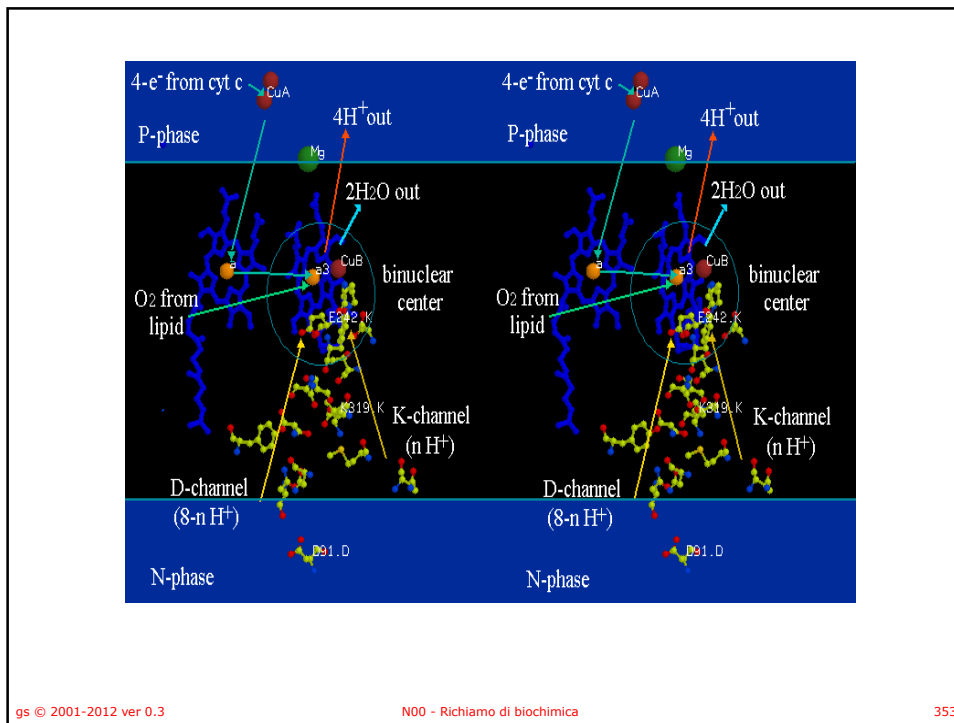 4-e⁻ from cyt c
CuA
4H⁺out
P-phase
Mg
2H2O out
a
a3
CuB
binuclear
center
O2 from
lipid
E242.K
K319.K
K-channel
(n H⁺)
D-channel
(8-n H⁺)
D91.D
N-phase
4-e⁻ from cyt c
CuA
4H⁺out
P-phase
Mg
2H2O out
a
a3
CuB
binuclear
center
O2 from
lipid
E242.K
K319.K
K-channel
(n H⁺)
D-channel
(8-n H⁺)
D91.D
N-phase
gs © 2001-2012 ver 0.3
N00 - Richiamo di biochimica
353